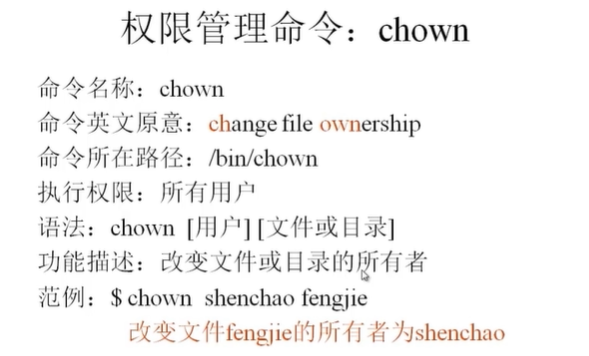 权限管理命令：chown
命令名称：chown
命令英文原意：change file ownership
命令所在路径：/bin/chown
执行权限：所有用户
语法：chown [用户] [文件或目录]
功能描述：改变文件或目录的所有者
范例：$ chown shenchao fengjie
改变文件fengjie的所有者为shenchao